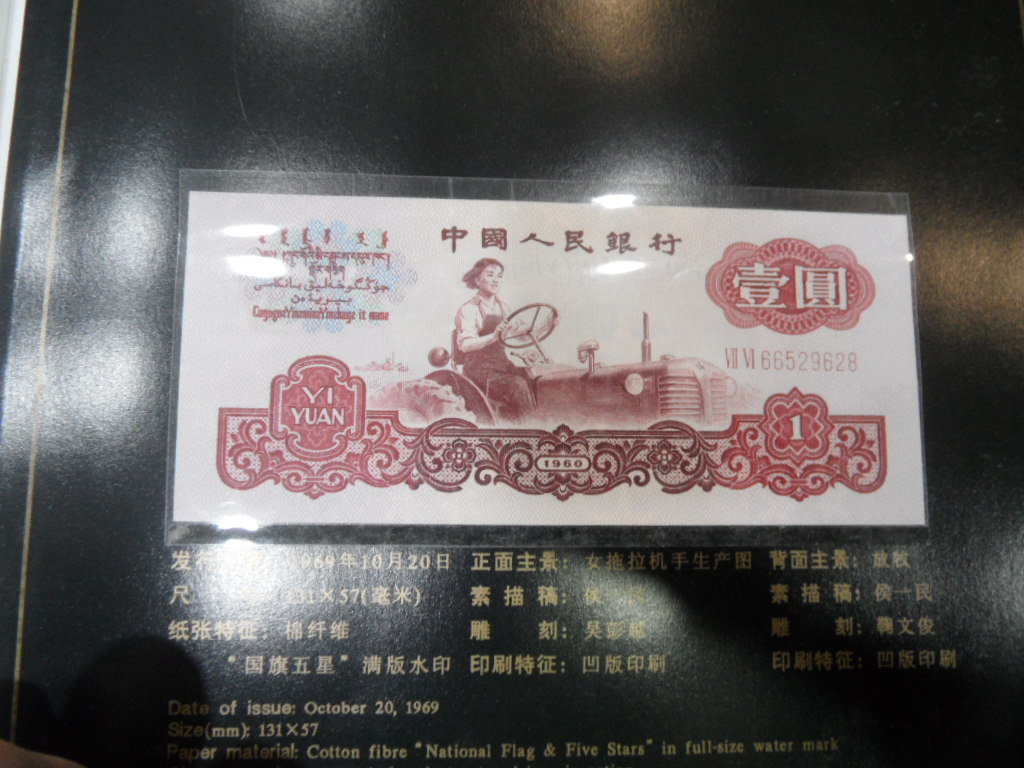 中國人民銀行
壹圓
VII VI 66529628
YI
YUAN
1960
1
1969年10月20日 正面主景：女拖拉机手生产图 背面主景：放牧
尺 131×57(毫米) 素描稿：侯 素描稿：侯一民
纸张特征：棉纤维 雕刻：吴彭越 雕刻：鞠文俊
“国旗五星”满版水印 印刷特征：凹版印刷 印刷特征：凹版印刷
Date of issue: October 20, 1969
Size(mm): 131×57
Paper material: Cotton fibre "National Flag & Five Stars" in full-size water mark